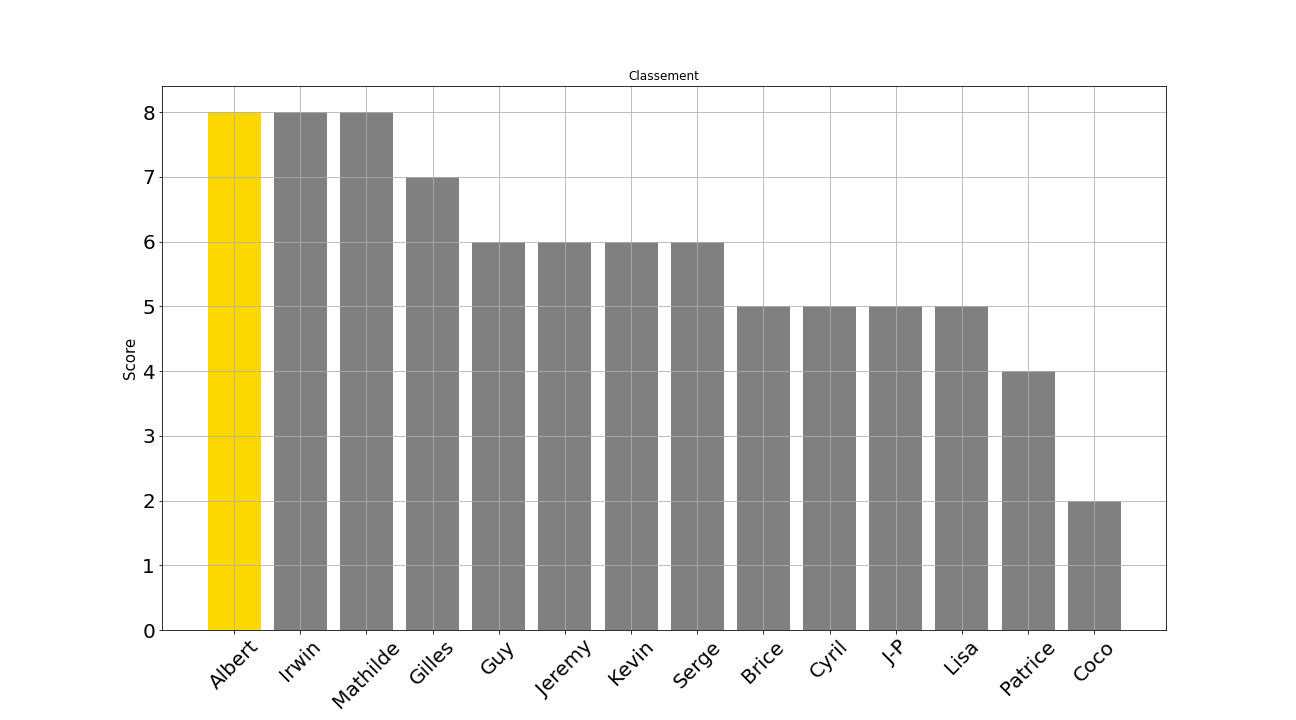 Classement
Score
8
7
6
5
4
3
2
1
0
Albert
Irwin
Mathilde
Gilles
Guy
Jeremy
Kevin
Serge
Brice
Cyril
J-P
Lisa
Patrice
Coco